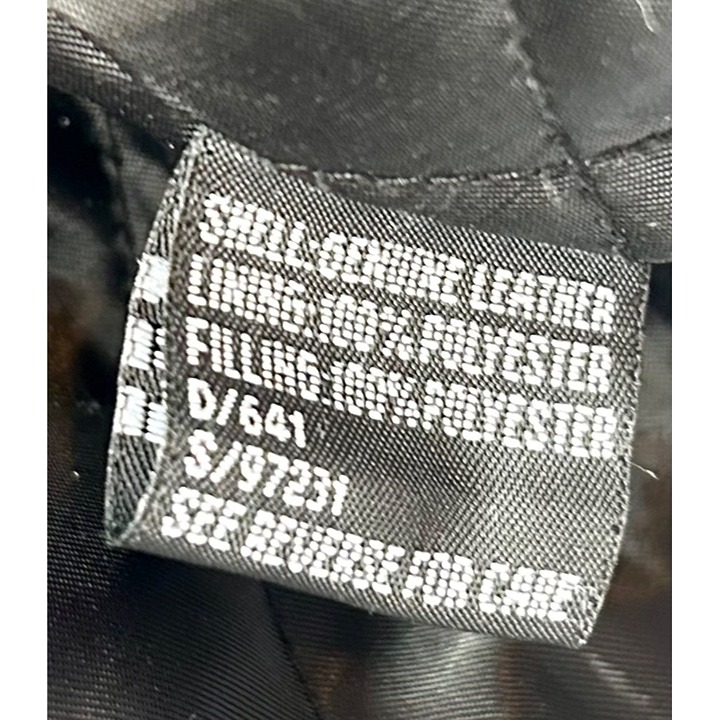 SHELL:GENUINE LEATHER
LINING:100%POLYESTER
FILLING:100%POLYESTER
D/641
S/97231
SEE REVERSE FOR CARE